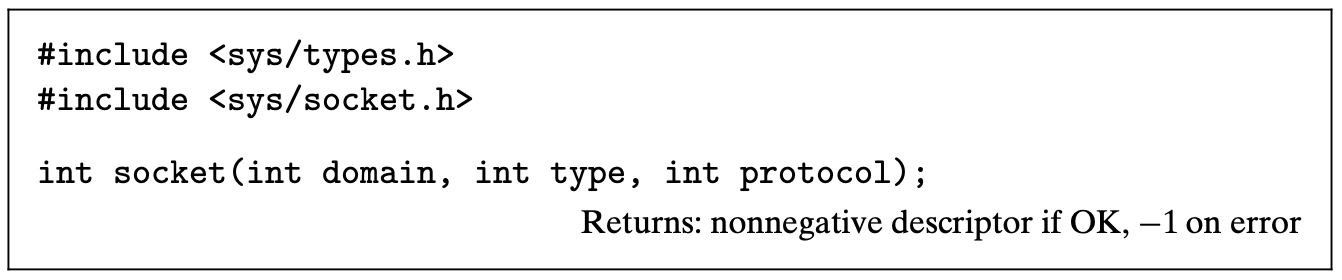 #include <sys/types.h>
#include <sys/socket.h>
int socket(int domain, int type, int protocol);
Returns: nonnegative descriptor if OK, −1 on error